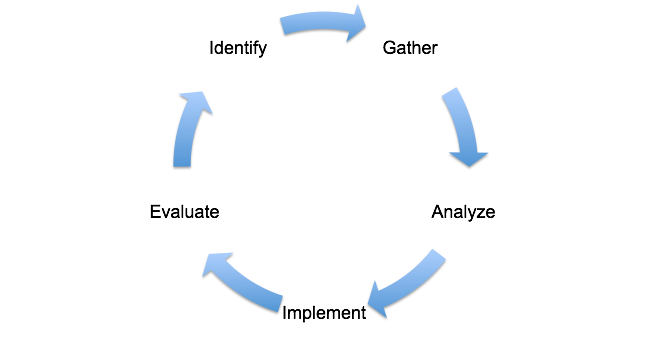 Identify
Gather
Analyze
Implement
Evaluate